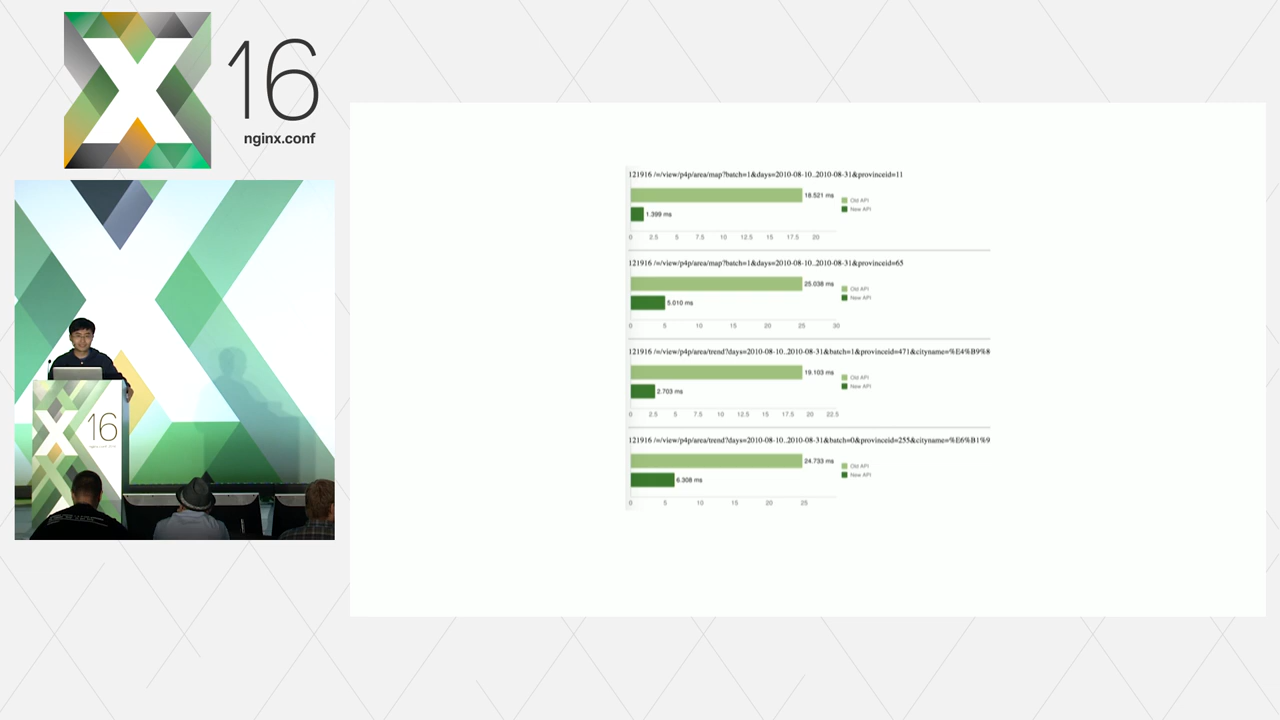 16
nginx.conf
121916 /=/view/p4p/area/map?batch=1&days=2010-08-10..2010-08-31&provinceid=11
18.521 ms
Old API
1.399 ms
New API
0 2.5 5 7.5 10 12.5 15 17.5 20
121916 /=/view/p4p/area/map?batch=1&days=2010-08-10..2010-08-31&provinceid=65
25.038 ms
Old API
5.010 ms
New API
0 5 10 15 20 25 30
121916 /=/view/p4p/area/trend?days=2010-08-10..2010-08-31&batch=1&provinceid=471&cityname=%E4%B9%8
19.103 ms
Old API
2.703 ms
New API
0 2.5 5 7.5 10 12.5 15 17.5 20 22.5
121916 /=/view/p4p/area/trend?days=2010-08-10..2010-08-31&batch=0&provinceid=255&cityname=%E6%B1%9
24.733 ms
Old API
6.308 ms
New API
0 5 10 15 20 25
16